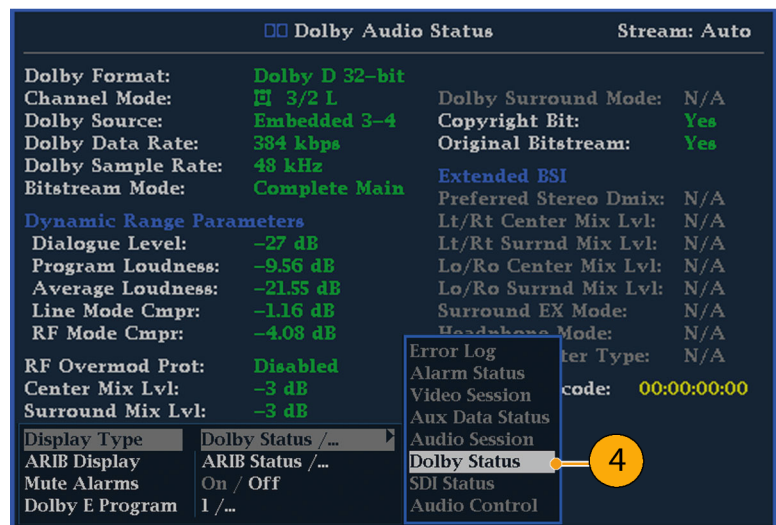 Dolby Audio Status Stream: Auto
Dolby Format: Dolby D 32-bit
Channel Mode: 3/2 L Dolby Surround Mode: N/A
Dolby Source: Embedded 3-4 Copyright Bit: Yes
Dolby Data Rate: 384 kbps Original Bitstream: Yes
Dolby Sample Rate: 48 kHz
Bitstream Mode: Complete Main
Extended BSI
Preferred Stereo Dmix: N/A
Dynamic Range Parameters Lt/Rt Center Mix Lvl: N/A
Dialogue Level: -27 dB Lt/Rt Surrnd Mix Lvl: N/A
Program Loudness: -9.56 dB Lo/Ro Center Mix Lvl: N/A
Average Loudness: -21.55 dB Lo/Ro Surrnd Mix Lvl: N/A
Line Mode Cmpr: -1.16 dB Surround EX Mode: N/A
RF Mode Cmpr: -4.08 dB Headphone Mode: N/A
ter Type: N/A
RF Overmod Prot: Disabled
Center Mix Lvl: -3 dB code: 00:00:00:00
Surround Mix Lvl: -3 dB
Display Type Dolby Status /...
ARIB Display ARIB Status /...
Mute Alarms On / Off
Dolby E Program 1 /...
Error Log
Alarm Status
Video Session
Aux Data Status
Audio Session
Dolby Status 4
SDI Status
Audio Control